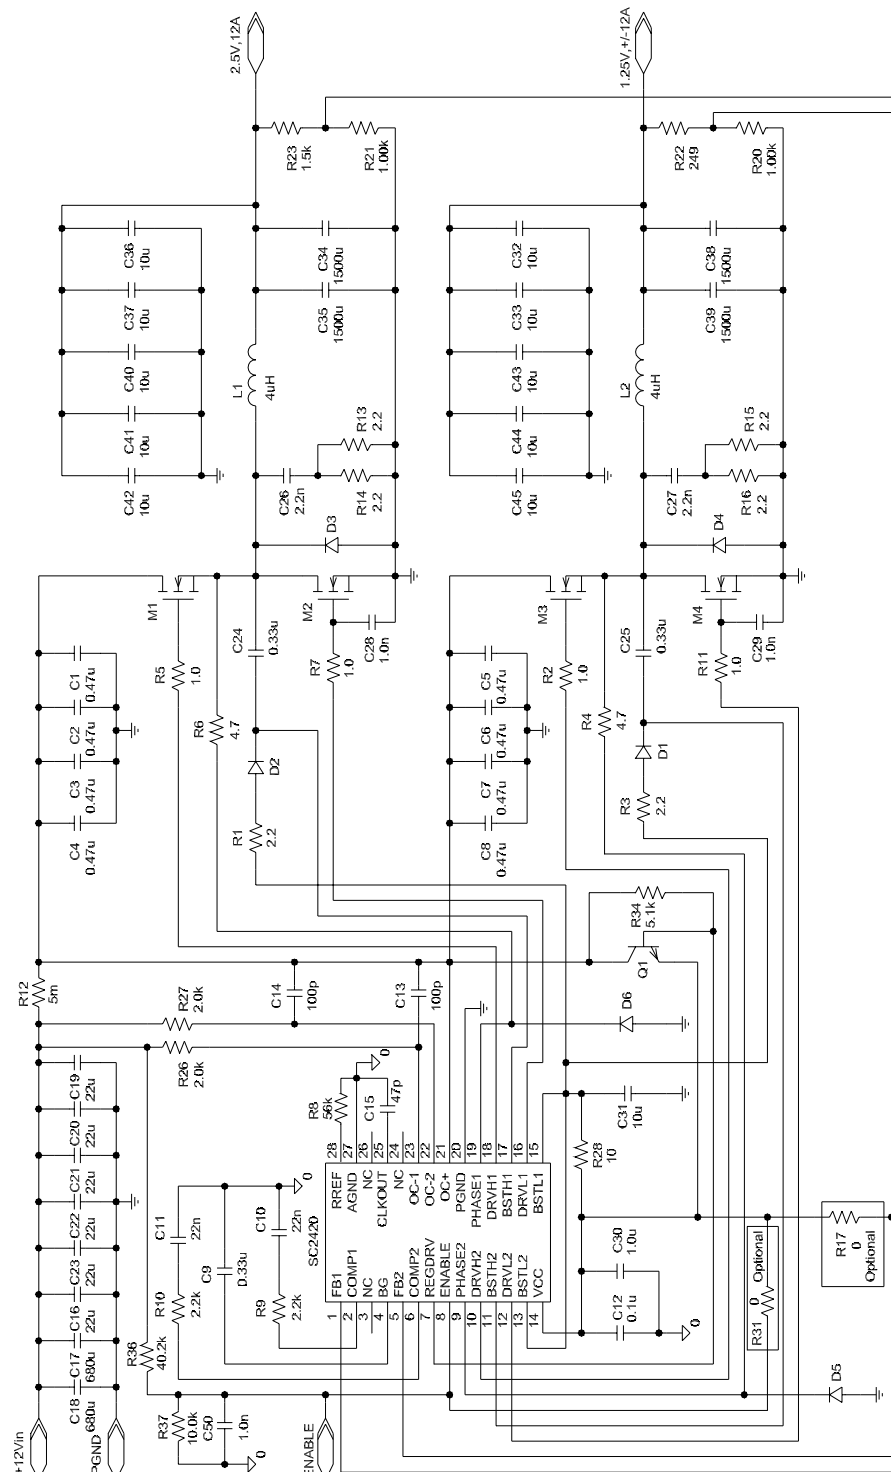 2.5V,12A
1.25V,+/-12A
R23
1.5k
R21
1.00k
R22
249
R20
1.00k
C36
10u
C34
1500u
C32
10u
C38
1500u
C37
10u
C35
1500u
C33
10u
C39
1500u
C40
10u
L1
4uH
C43
10u
L2
4uH
C41
10u
R13
2.2
C44
10u
R15
2.2
C42
10u
C26
2.2n
R14
2.2
C45
10u
C27
2.2n
R16
2.2
D3
D4
M1
M2
M3
M4
C24
0.33u
C28
1.0n
C25
0.33u
C29
1.0n
C1
0.47u
R5
1.0
R7
1.0
C5
0.47u
R2
1.0
R11
1.0
C2
0.47u
R6
4.7
C6
0.47u
R4
4.7
C3
0.47u
D2
C7
0.47u
D1
C4
0.47u
R1
2.2
C8
0.47u
R3
2.2
R34
5.1k
Q1
R12
5m
R27
2.0k
C14
100p
C13
100p
D6
R26
2.0k
0
C19
22u
R8
56k
C15
47p
C31
10u
C20
22u
R28
10
C21
22u
0
C22
22u
C11
22n
C10
22n
SC2420
C23
22u
C9
0.33u
C30
1.0u
C16
22u
R10
2.2k
R9
2.2k
C12
0.1u
0
R17
0
Optional
R31
0
Optional
C17
680u
R36
40.2k
C18
680u
R37
10.0k
C50
1.0n
0
D5
+12Vin
PGND
ENABLE
28
27
26
25
24
23
22
21
20
19
18
17
16
15
RREF
AGND
NC
CLKOUT
NC
OC-1
OC-2
OC+
PGND
PHASE1
DRVH1
BSTH1
DRVL1
BSTL1
FB1
COMP1
NC
BG
FB2
COMP2
REGDRV
ENABLE
PHASE2
DRVH2
BSTH2
DRVL2
BSTL2
VCC
1
2
3
4
5
6
7
8
9
10
11
12
13
14